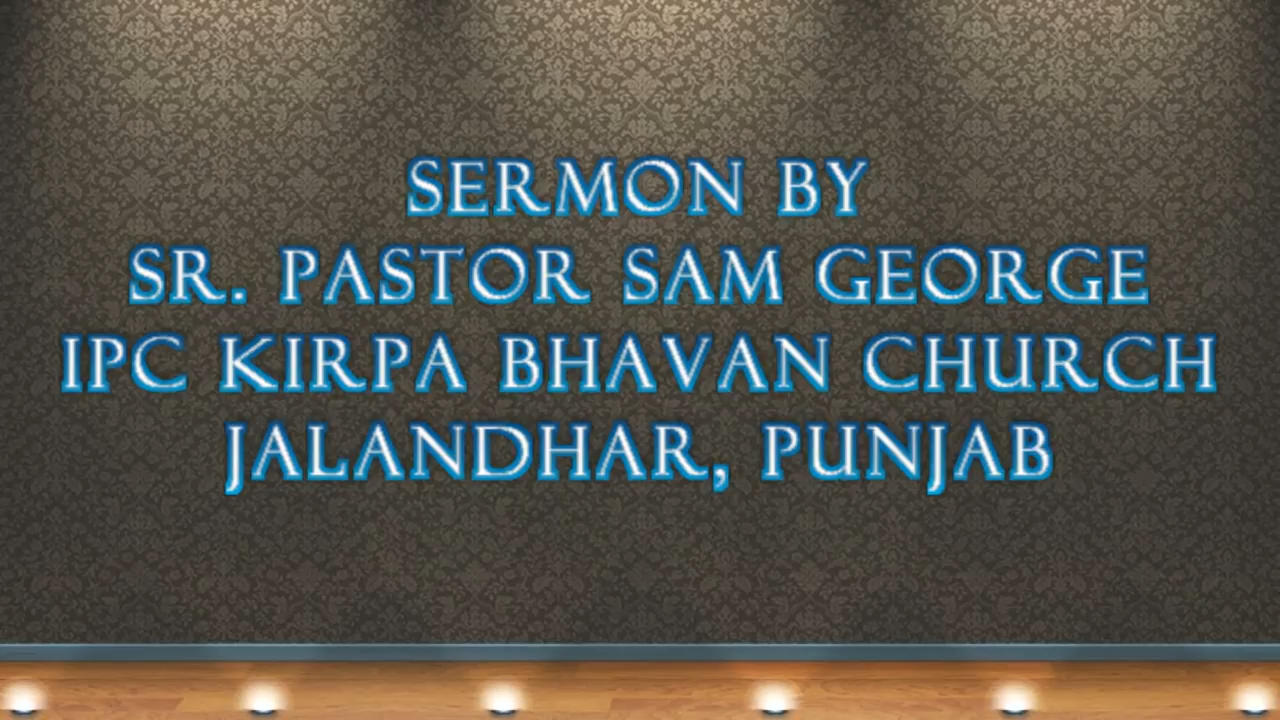 SERMON BY
SR. PASTOR SAM GEORGE
IPC KIRPA BHAVAN CHURCH
JALANDHAR, PUNJAB